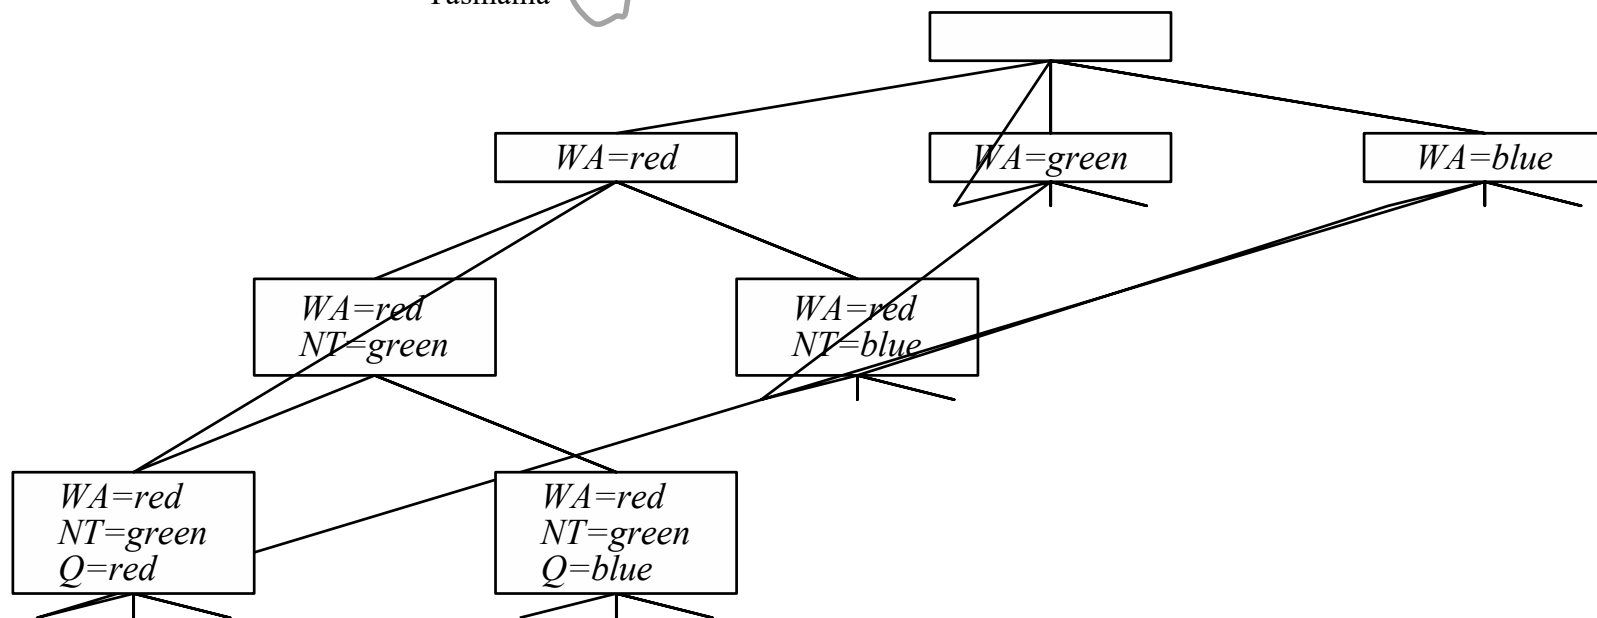 WA=red
WA=green
WA=blue
WA=red
NT=green
WA=red
NT=blue
WA=red
NT=green
Q=red
WA=red
NT=green
Q=blue